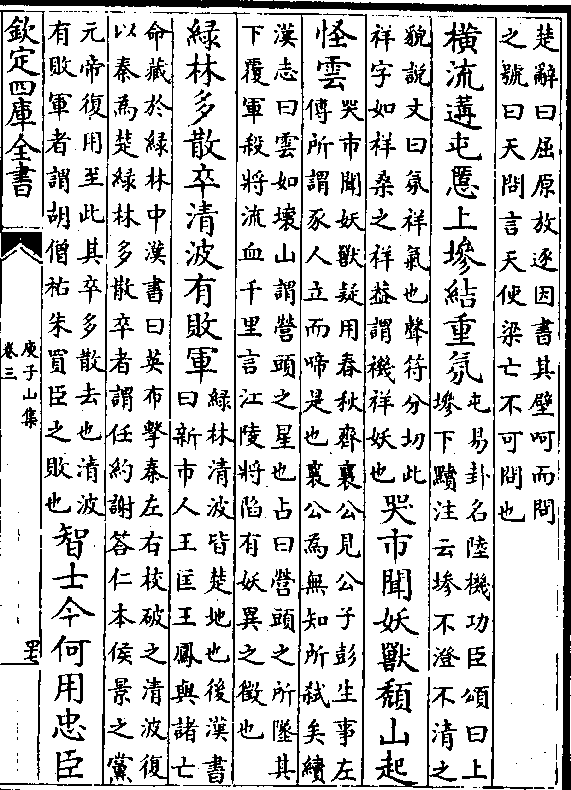 楚辭曰屈原放逐因書其壁呵而問
之號曰天問言天使梁亡不可問也
橫流遘屯慝上墋結重氛
屯易卦名陸機功臣頌曰上
墋下黷注云墋不澄不清之
貌說文曰氛祥氣也聲符分切此
祥字如祥桑之祥益謂禨祥妖也
哭市聞妖獸頹山起
怪雲
哭市聞妖獸疑用春秋齊襄公見公子彭生事左
傳所謂豕人立而啼是也襄公為無知所弒矣續
漢志曰雲如壞山謂營頭之星也占曰營頭之所墜其
下覆軍殺將流血千里言江陵將陷有妖異之徵也
綠林多散卒清波有敗軍
綠林清波皆楚地也後漢書
曰新市人王匡王鳳與諸亡
命藏於綠林中漢書曰英布擊秦左右校破之清波復
以秦為楚綠林多散卒者謂任約謝答仁本侯景之黨
元帝復用至此其卒多散去也清波
有敗軍者謂胡僧祐朱買臣之敗也
智士今何用忠臣
欽定四庫全書
庾子山集
卷三
四十七